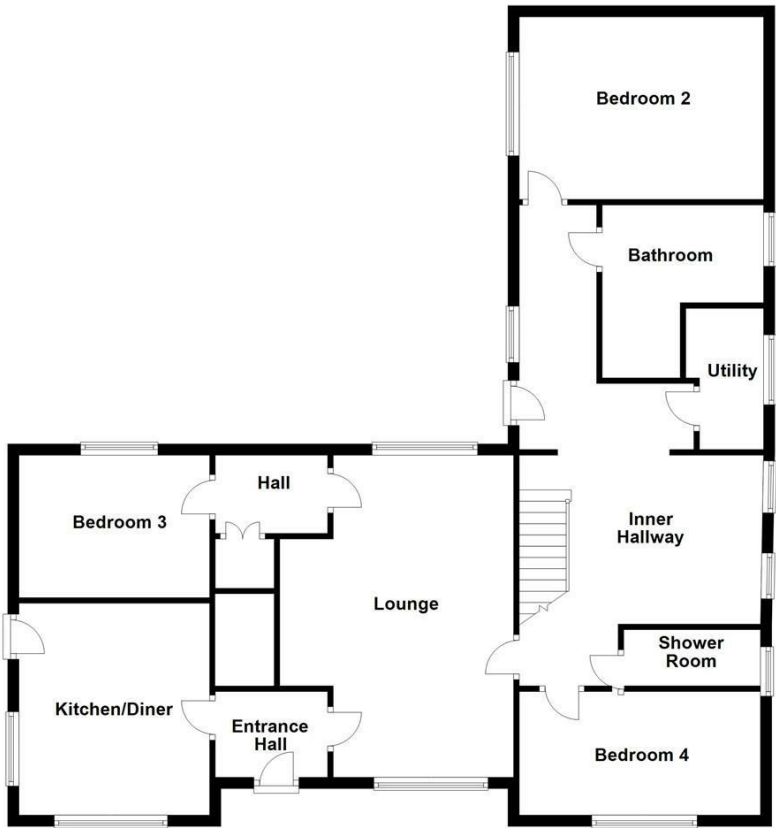 Bedroom 2
Bathroom
Utility
Hall
Bedroom 3
Inner
Hallway
Lounge
Shower
Room
Kitchen/Diner
Entrance
Hall
Bedroom 4